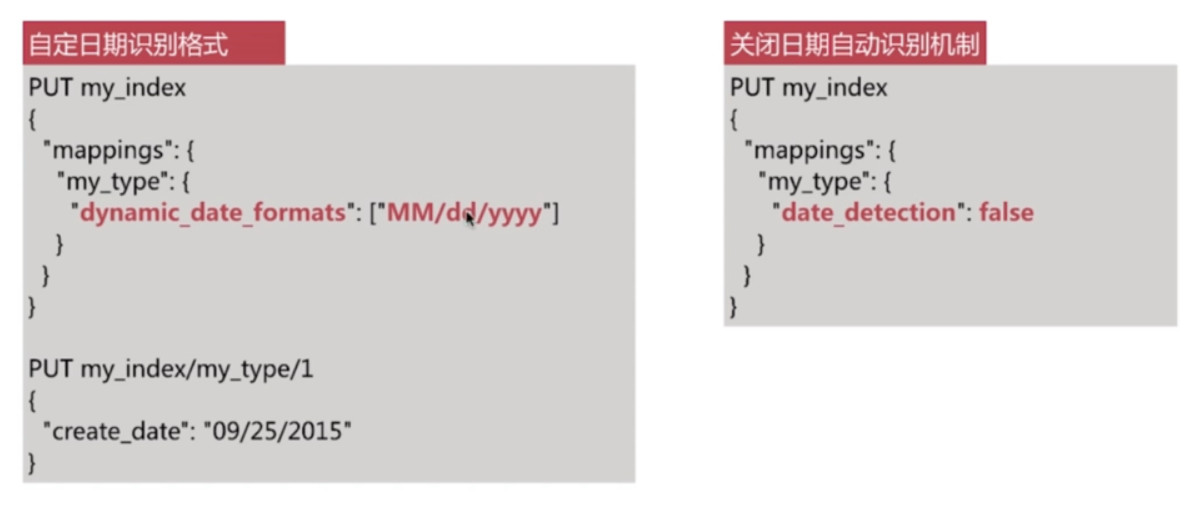 自定日期识别格式
PUT my_index
{
  "mappings": {
    "my_type": {
      "dynamic_date_formats": ["MM/dd/yyyy"]
    }
  }
}
PUT my_index/my_type/1
{
  "create_date": "09/25/2015"
}
关闭日期自动识别机制
PUT my_index
{
  "mappings": {
    "my_type": {
      "date_detection": false
    }
  }
}